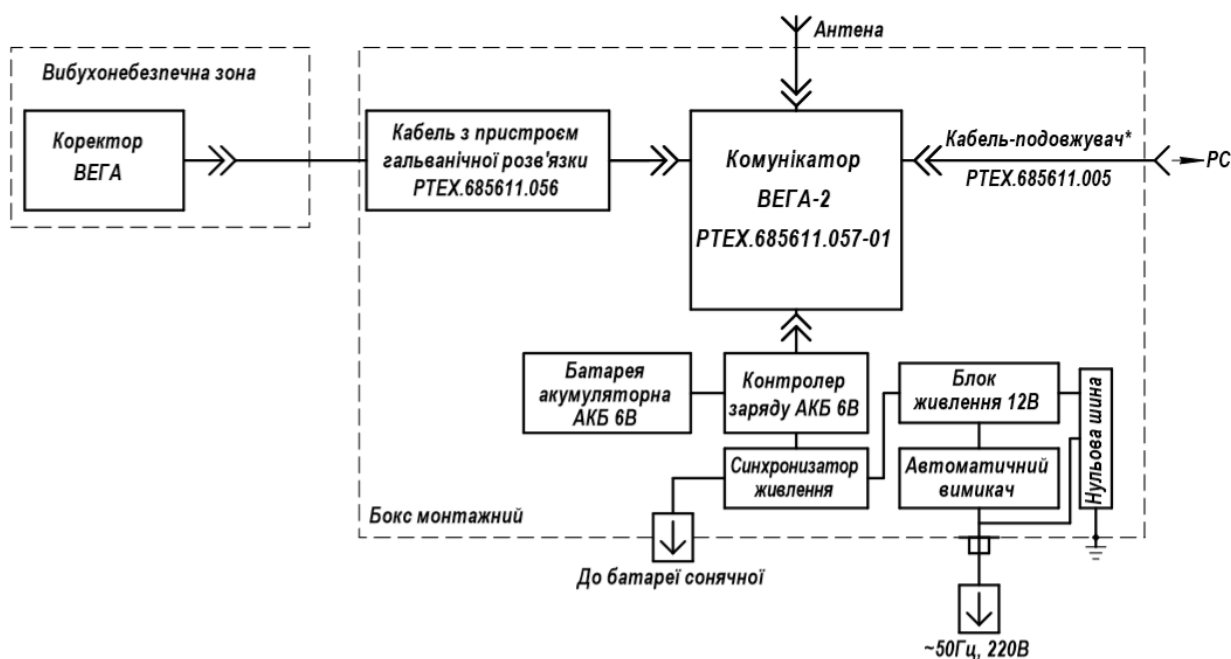 Антена
Вибухонебезпечна зона
Коректор
ВЕГА
Кабель з пристроєм
гальванічної розв'язки
РТЕХ.685611.056
Комунікатор
ВЕГА-2
РТЕХ.685611.057-01
Кабель-подовжувач*
РТЕХ.685611.005
РС
Батарея
акумуляторна
АКБ 6В
Контролер
заряду АКБ 6В
Блок
живлення 12В
Нульова шина
Синхронизатор
живлення
Автоматичний
вимикач
Бокс монтажний
До батареї сонячної
~50Гц, 220В